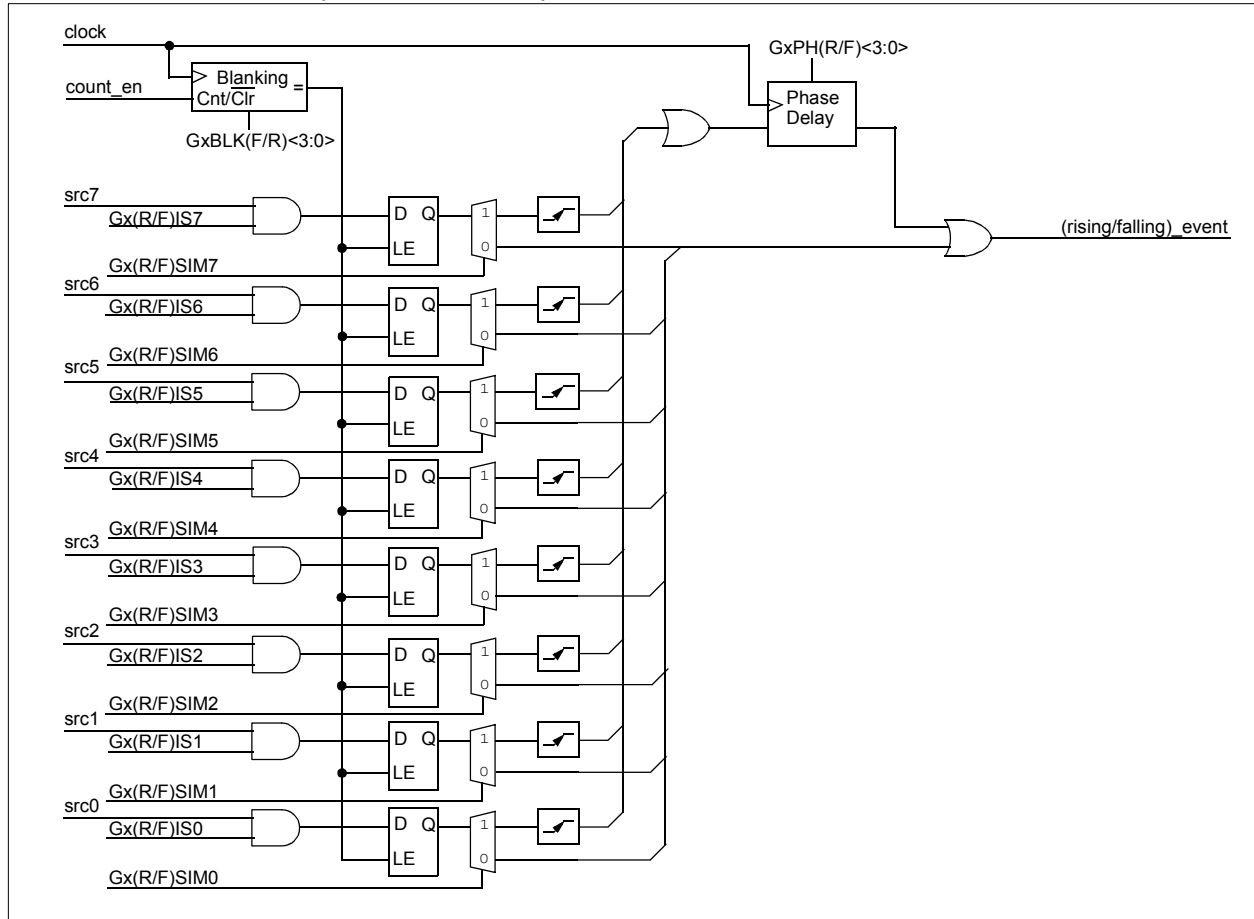 clock
GxPH(R/F)<3:0>
count_en
Blanking
Cnt/Clr
=
Phase
Delay
GxBLK(F/R)<3:0>
src7
Gx(R/F)IS7
D Q
1
LE
0
(rising/falling)_event
Gx(R/F)SIM7
src6
Gx(R/F)IS6
D Q
1
LE
0
Gx(R/F)SIM6
src5
Gx(R/F)IS5
D Q
1
LE
0
Gx(R/F)SIM5
src4
Gx(R/F)IS4
D Q
1
LE
0
Gx(R/F)SIM4
src3
Gx(R/F)IS3
D Q
1
LE
0
Gx(R/F)SIM3
src2
Gx(R/F)IS2
D Q
1
LE
0
Gx(R/F)SIM2
src1
Gx(R/F)IS1
D Q
1
LE
0
Gx(R/F)SIM1
src0
Gx(R/F)IS0
D Q
1
LE
0
Gx(R/F)SIM0